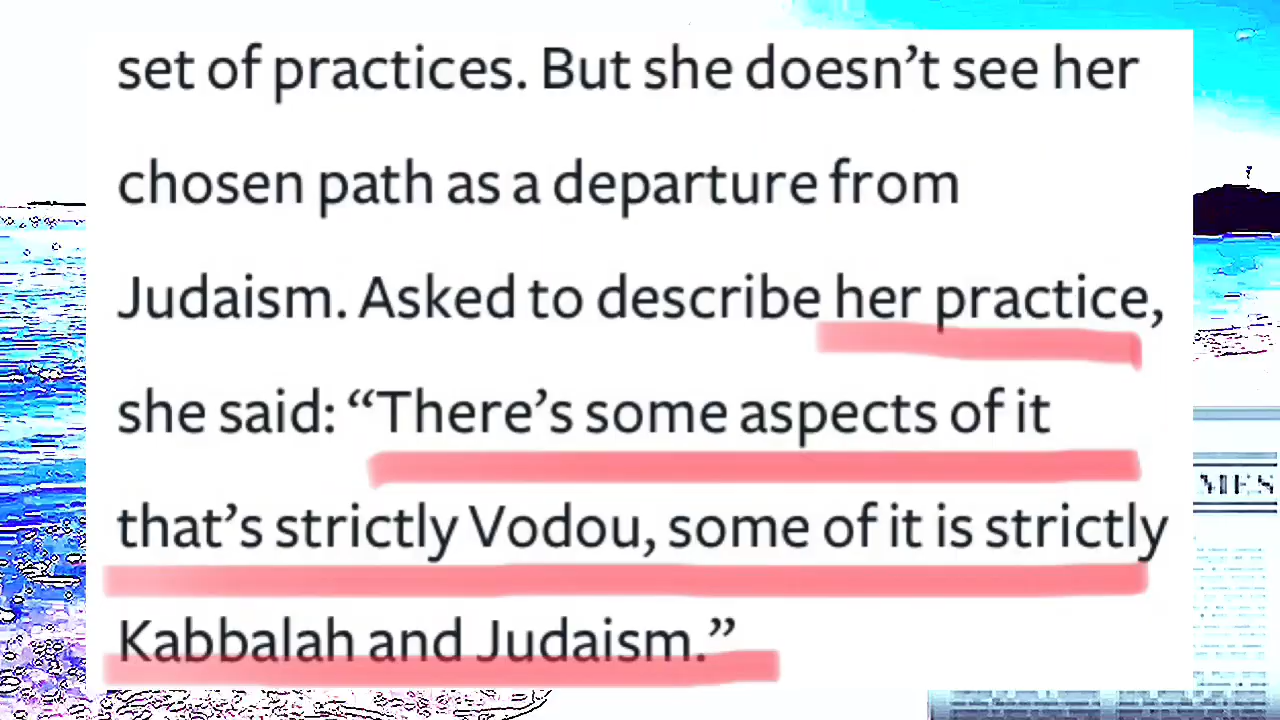 set of practices. But she doesn’t see her
chosen path as a departure from
Judaism. Asked to describe her practice,
she said: “There’s some aspects of it
that’s strictly Vodou, some of it is strictly
Kabbalah and Judaism.”
MES